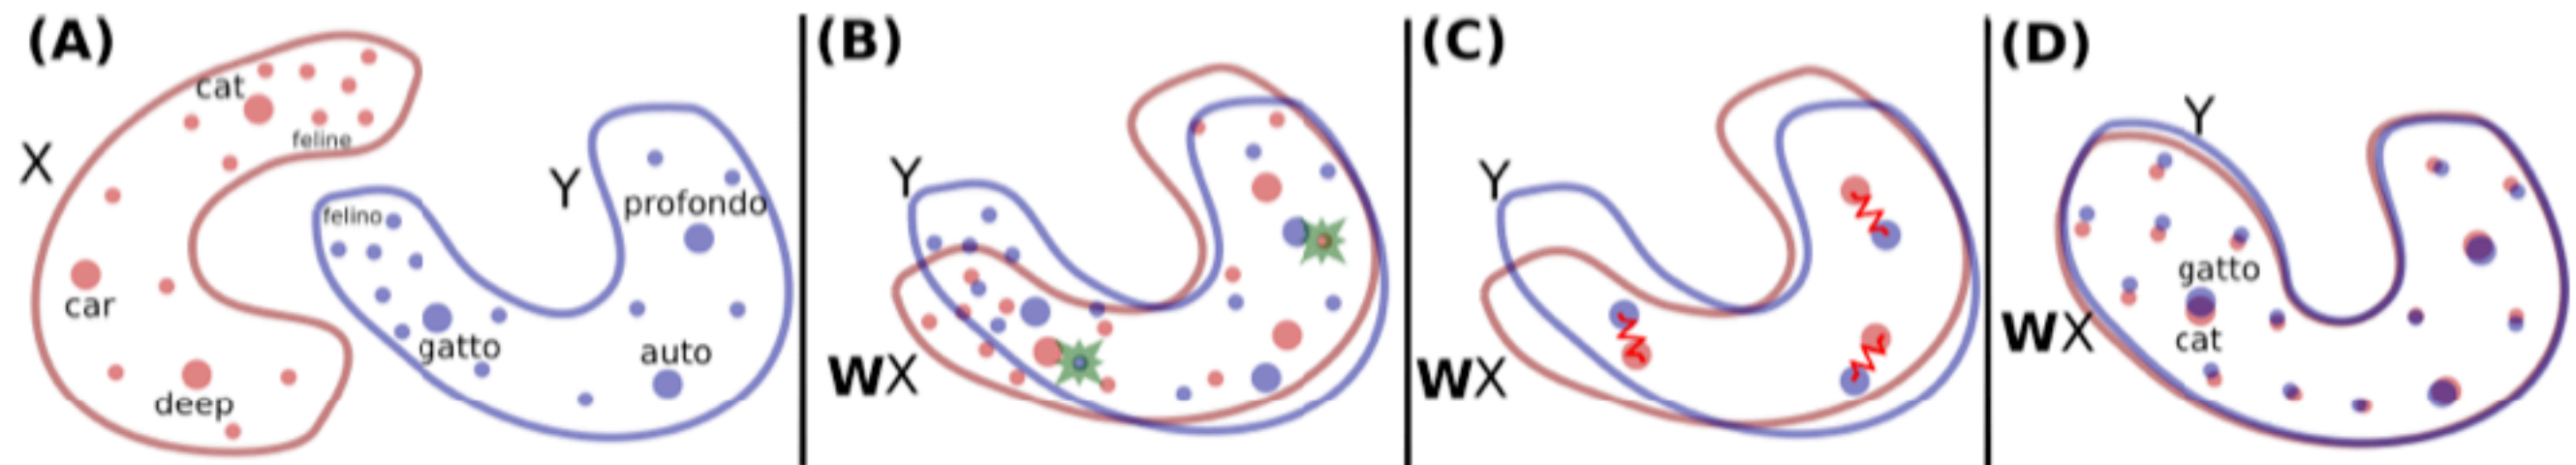 (A)
X
cat
feline
car
deep
Y
felino
profondo
gatto
auto
(B)
Y
WX
(C)
Y
WX
(D)
Y
WX
gatto
cat